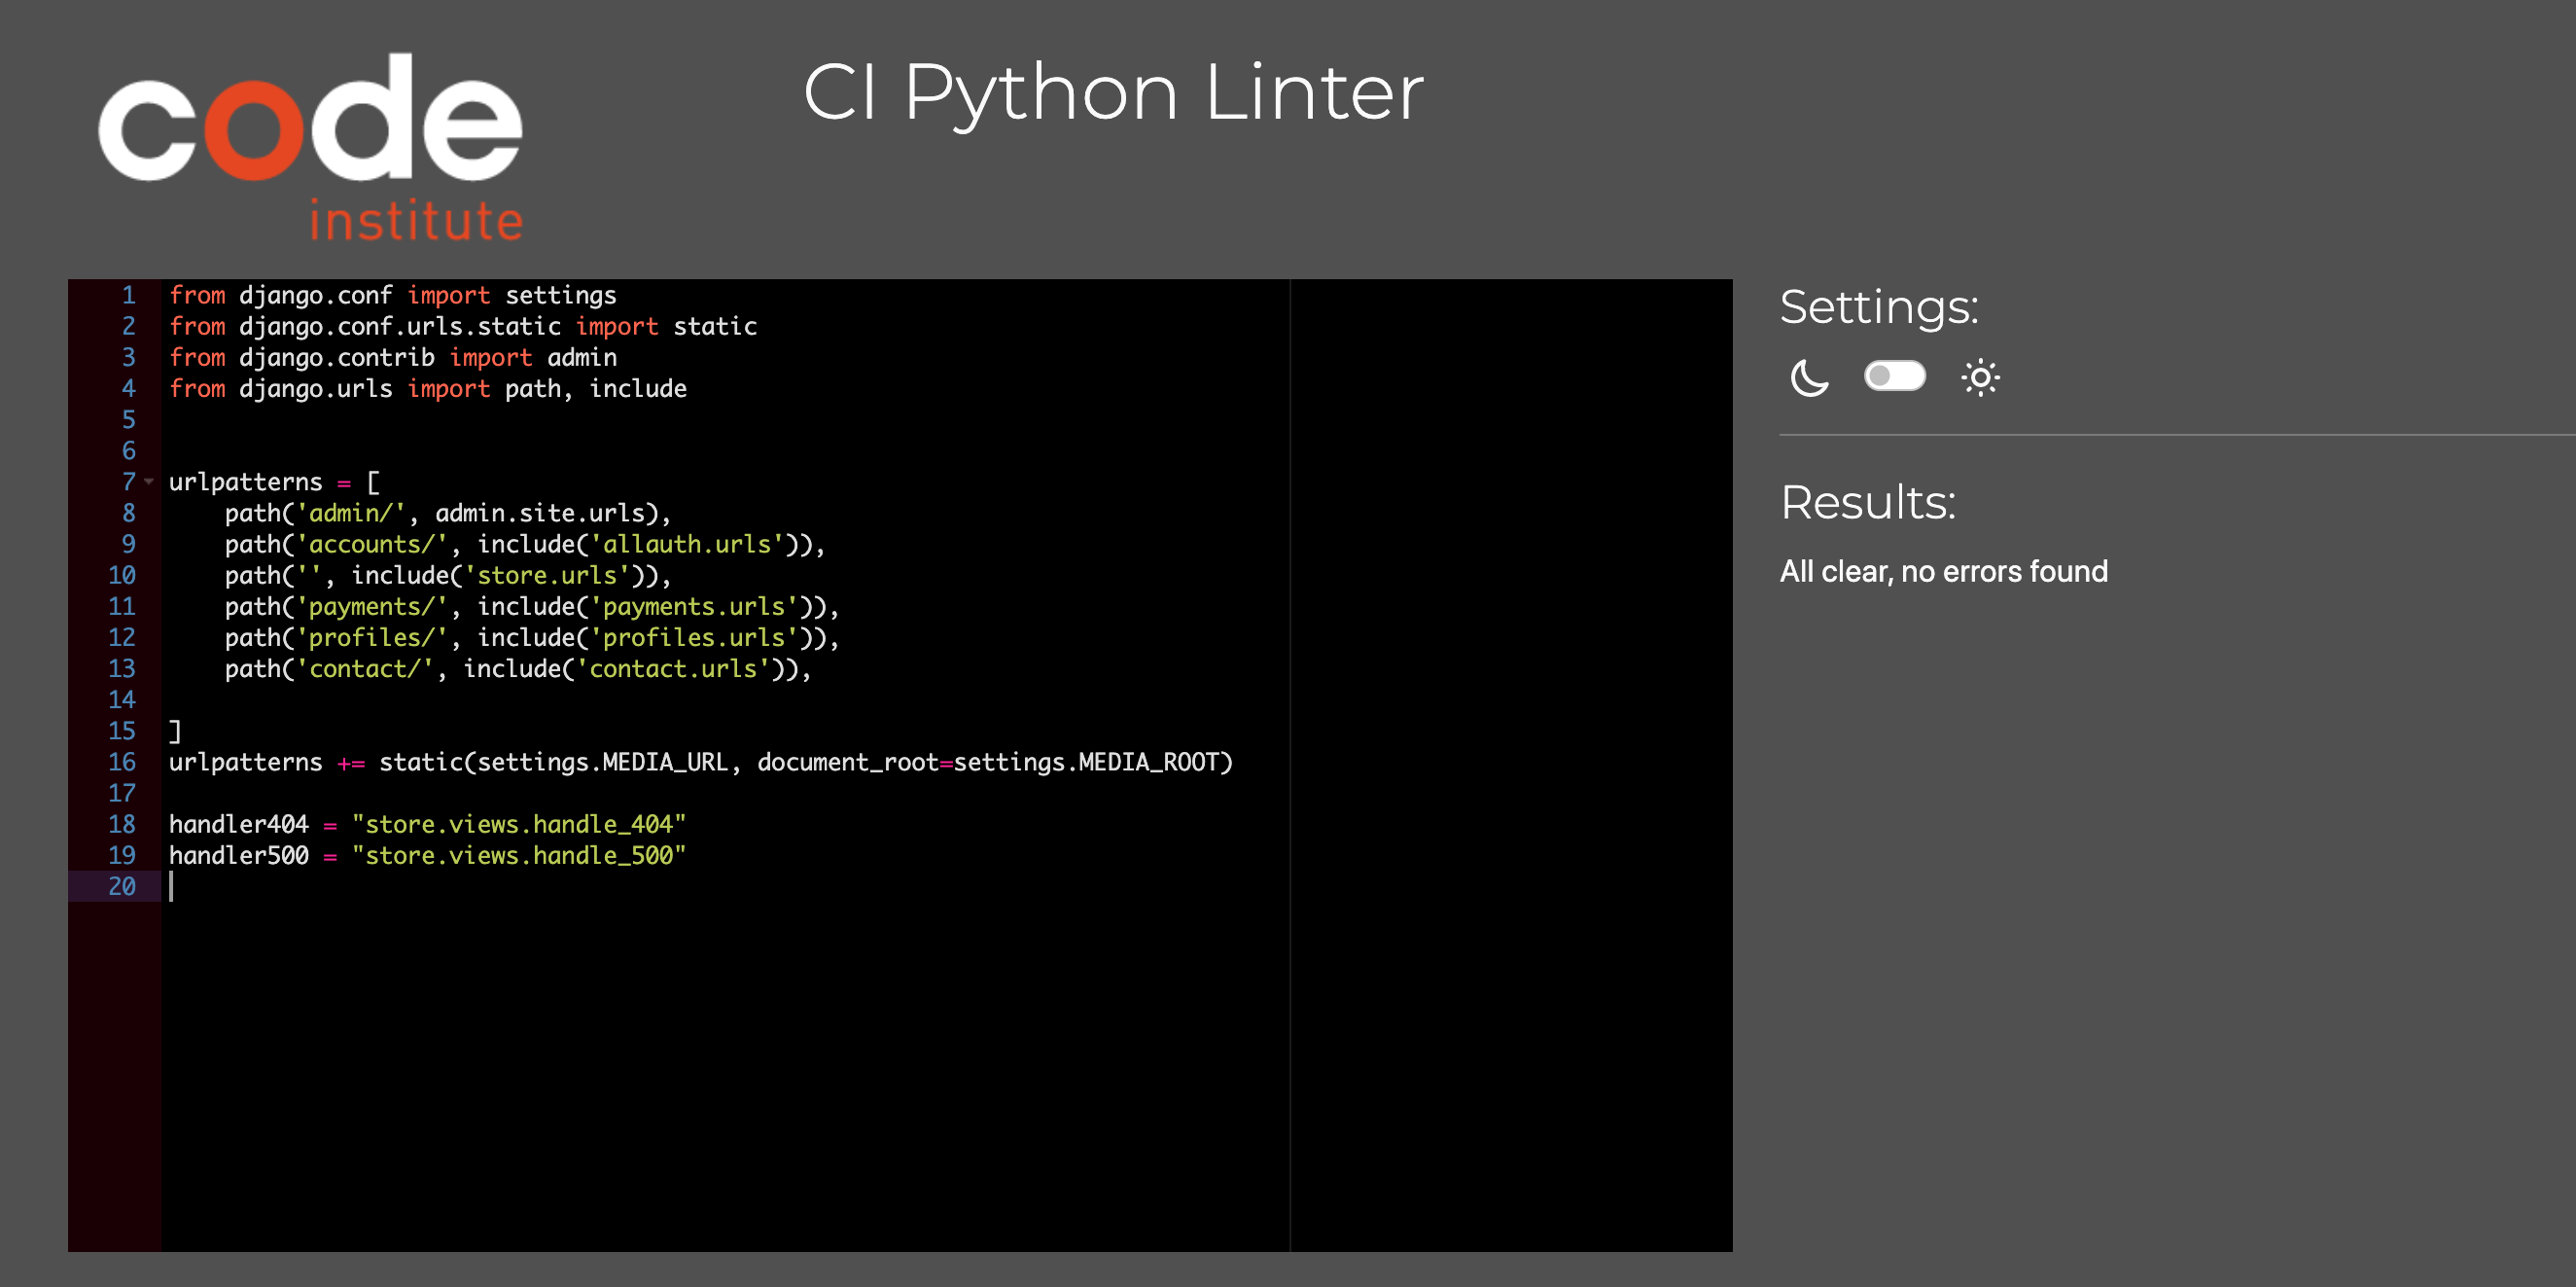 code
institute
CI Python Linter
1 from django.conf import settings
2 from django.conf.urls.static import static
3 from django.contrib import admin
4 from django.urls import path, include
5
6
7 urlpatterns = [
8     path('admin/', admin.site.urls),
9     path('accounts/', include('allauth.urls')),
10     path('', include('store.urls')),
11     path('payments/', include('payments.urls')),
12     path('profiles/', include('profiles.urls')),
13     path('contact/', include('contact.urls')),
14
15 ]
16 urlpatterns += static(settings.MEDIA_URL, document_root=settings.MEDIA_ROOT)
17
18 handler404 = "store.views.handle_404"
19 handler500 = "store.views.handle_500"
20
Settings:
Results:
All clear, no errors found